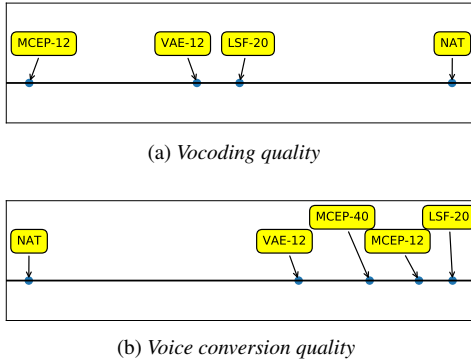 MCEP-12 VAE-12 LSF-20 NAT
(a) Vocoding quality
MCEP-40 LSF-20
NAT VAE-12 MCEP-12
(b) Voice conversion quality